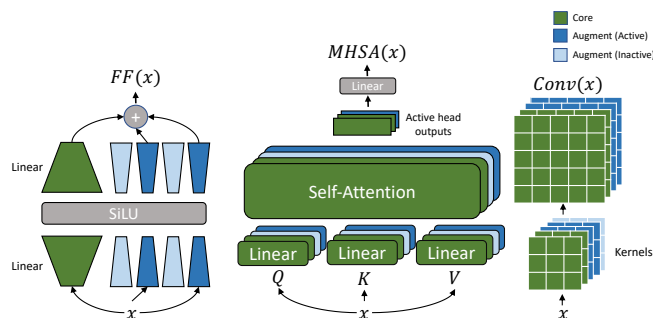 Core
Augment (Active)
Augment (Inactive)
FF(x)
+
Linear
SiLU
Linear
x
MHSA(x)
Linear
Active head
outputs
Self-Attention
Linear
Linear
Linear
Q
K
V
x
Conv(x)
Kernels
x